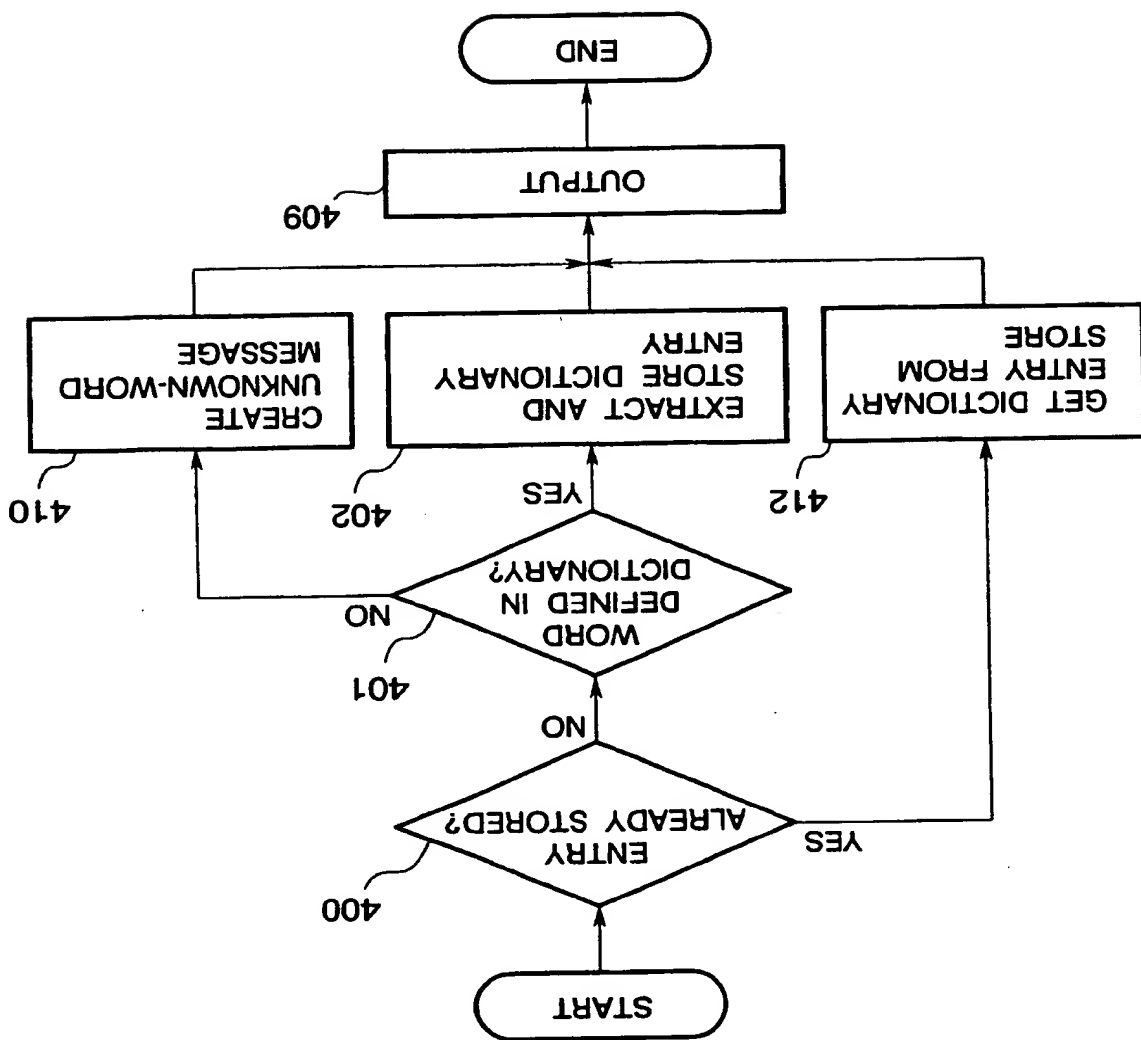 START
400
ENTRY
ALREADY STORED?
YES
NO
401
WORD
DEFINED IN
DICTIONARY?
NO
YES
412
GET DICTIONARY
ENTRY FROM
STORE
402
EXTRACT AND
STORE DICTIONARY
ENTRY
410
CREATE
UNKNOWN-WORD
MESSAGE
409
OUTPUT
END